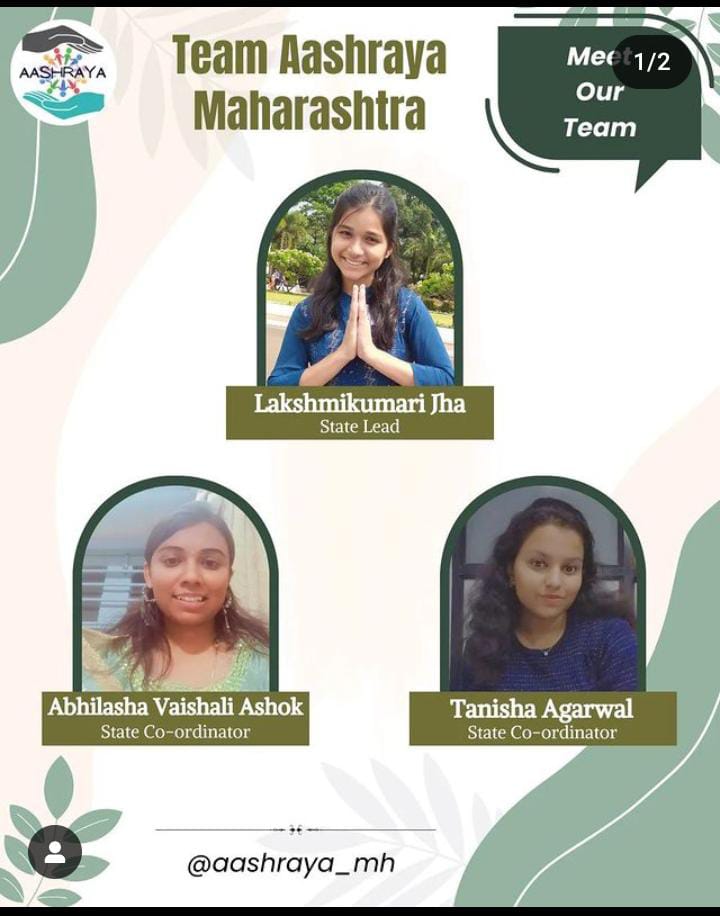 AASHRAYA
Team Aashraya
Maharashtra
Meet
Our
Team
1/2
Lakshmikumari Jha
State Lead
Abhilasha Vaishali Ashok
State Co-ordinator
Tanisha Agarwal
State Co-ordinator
@aashraya_mh